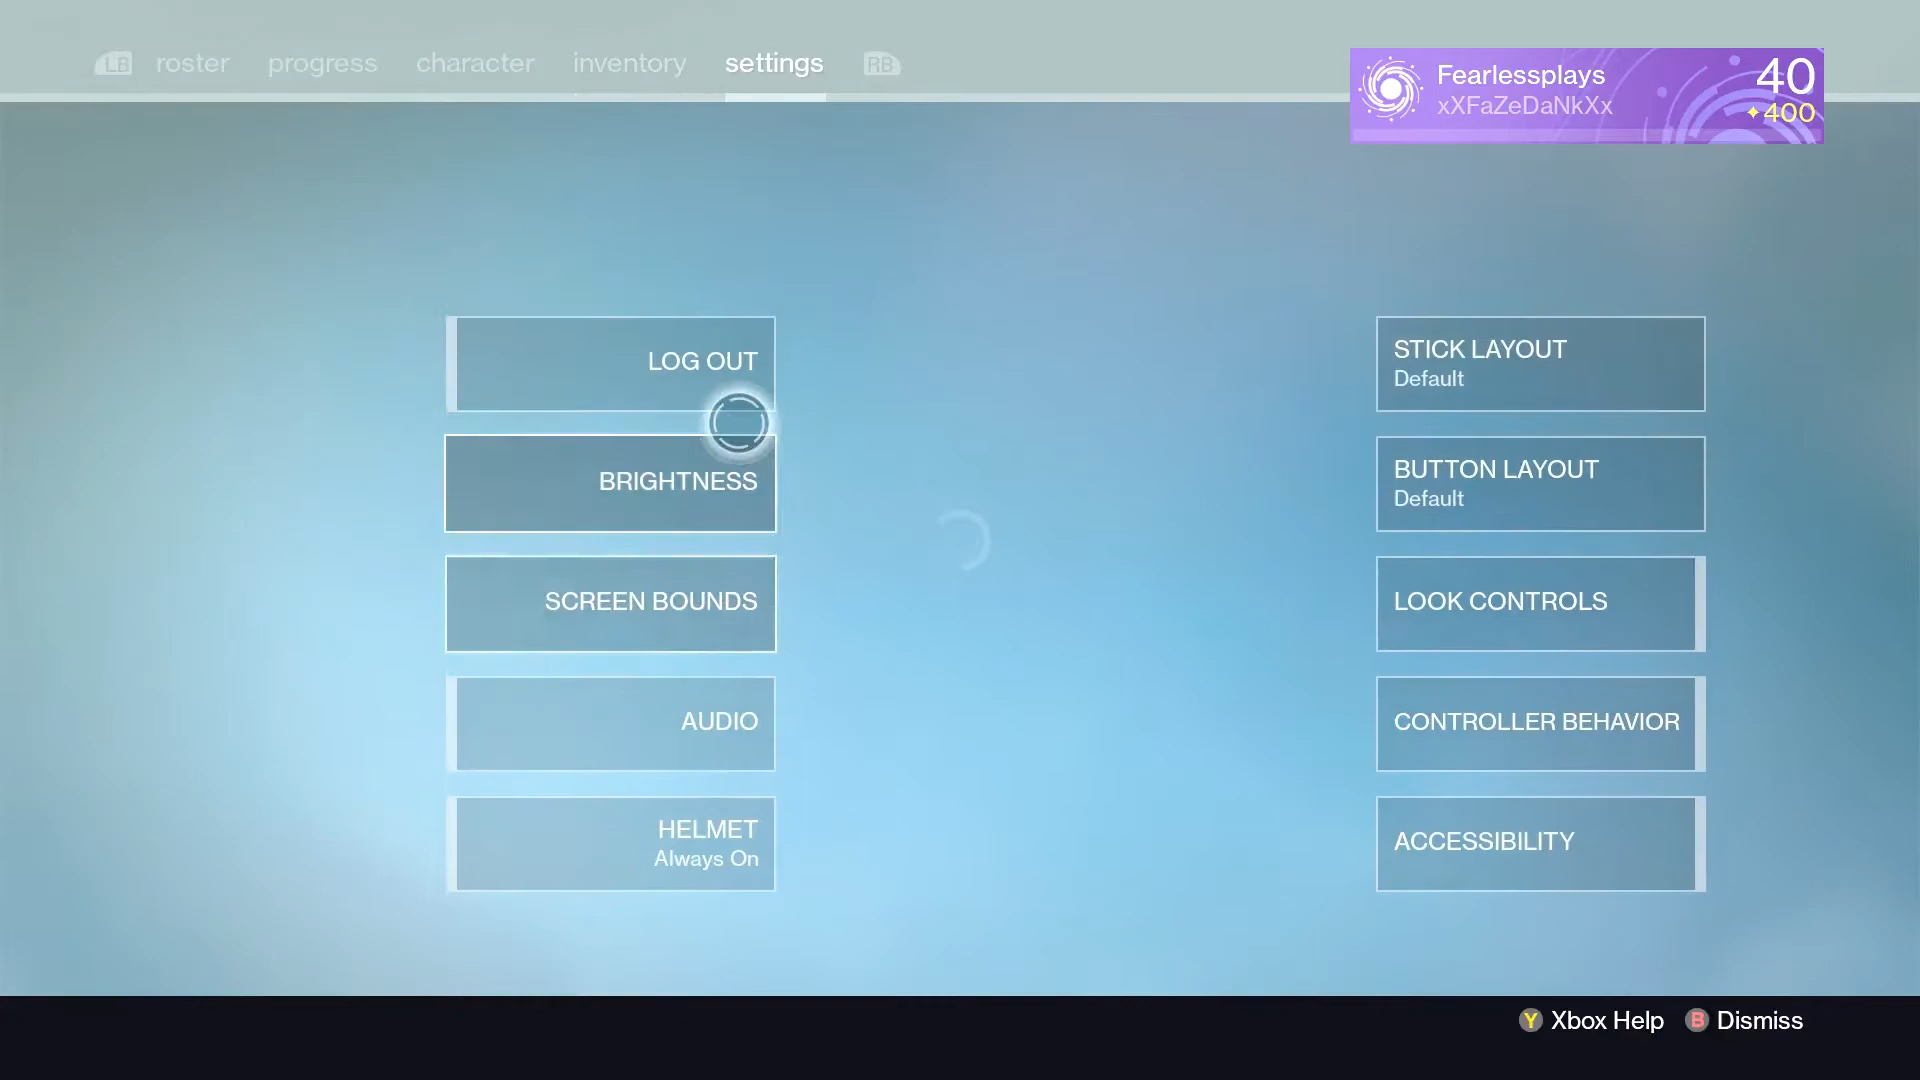 LB roster progress character inventory settings RB
Fearlessplays
xXFaZeDaNkXx
40
400
LOG OUT
BRIGHTNESS
SCREEN BOUNDS
AUDIO
HELMET
Always On
STICK LAYOUT
Default
BUTTON LAYOUT
Default
LOOK CONTROLS
CONTROLLER BEHAVIOR
ACCESSIBILITY
Y Xbox Help B Dismiss